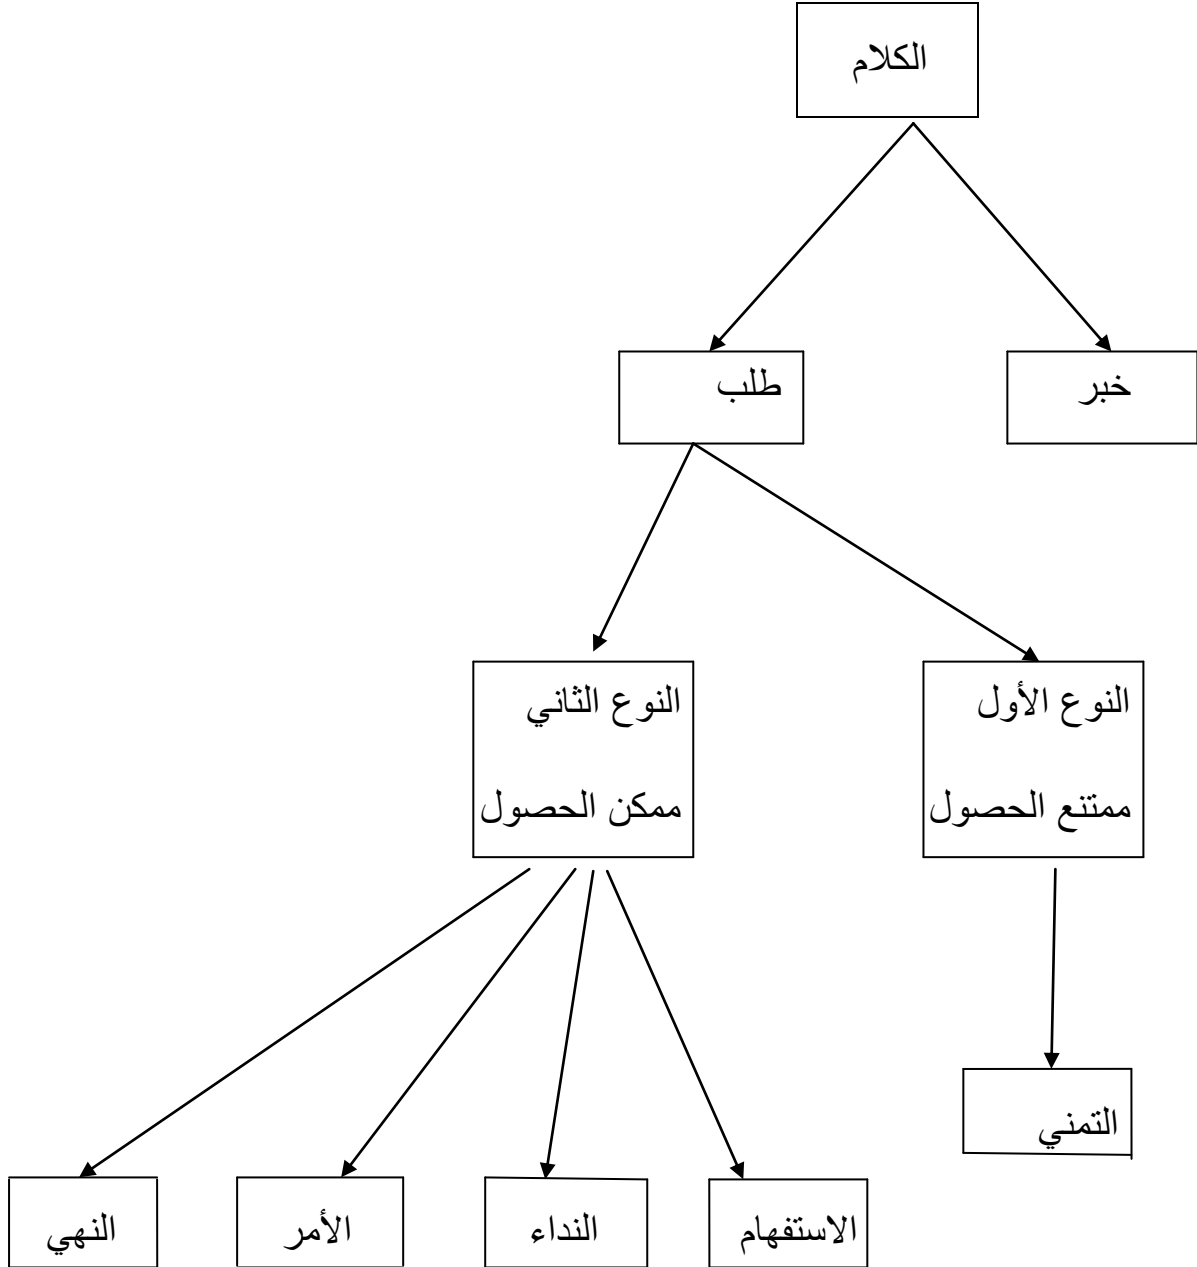 الكلام
خبر
طلب
النوع الأول
ممتنع الحصول
النوع الثاني
ممكن الحصول
التمني
الاستفهام
النداء
الأمر
النهي